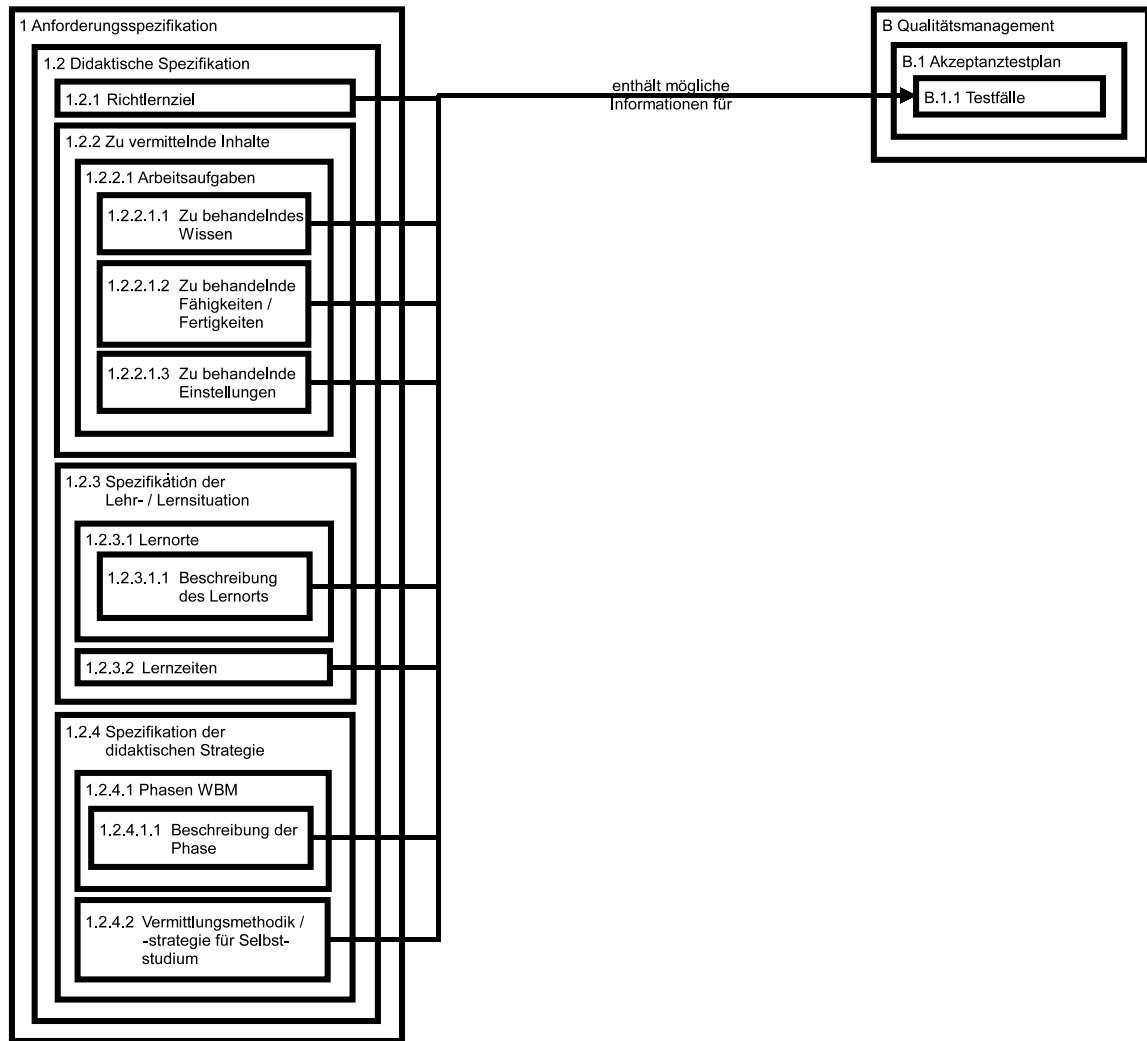 1 Anforderungsspezifikation
1.2 Didaktische Spezifikation
1.2.1 Richtlernziel
1.2.2 Zu vermittelnde Inhalte
1.2.2.1 Arbeitsaufgaben
1.2.2.1.1 Zu behandelndes
Wissen
1.2.2.1.2 Zu behandelnde
Fähigkeiten /
Fertigkeiten
1.2.2.1.3 Zu behandelnde
Einstellungen
1.2.3 Spezifikation der
Lehr- / Lernsituation
1.2.3.1 Lernorte
1.2.3.1.1 Beschreibung
des Lernorts
1.2.3.2 Lernzeiten
1.2.4 Spezifikation der
didaktischen Strategie
1.2.4.1 Phasen WBM
1.2.4.1.1 Beschreibung der
Phase
1.2.4.2 Vermittlungsmethodik /
-strategie für Selbst-
studium
enthält mögliche
Informationen für
B Qualitätsmanagement
B.1 Akzeptanztestplan
B.1.1 Testfälle